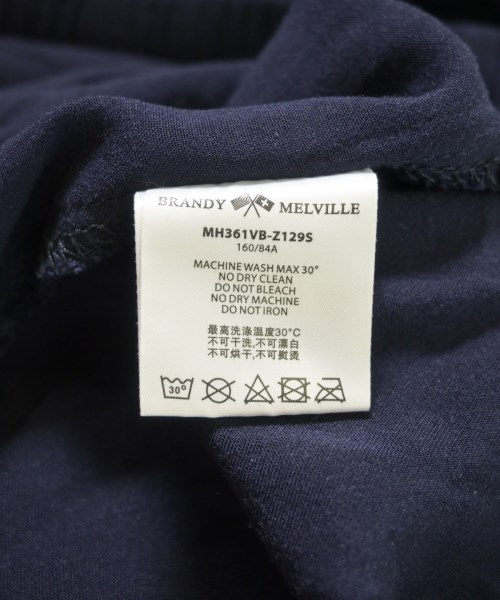 BRANDY MELVILLE
MH361VB-Z129S
160/84A
MACHINE WASH MAX 30°
NO DRY CLEAN
DO NOT BLEACH
NO DRY MACHINE
DO NOT IRON
最高洗涤温度30°C
不可干洗,不可漂白
不可烘干,不可熨烫
30°